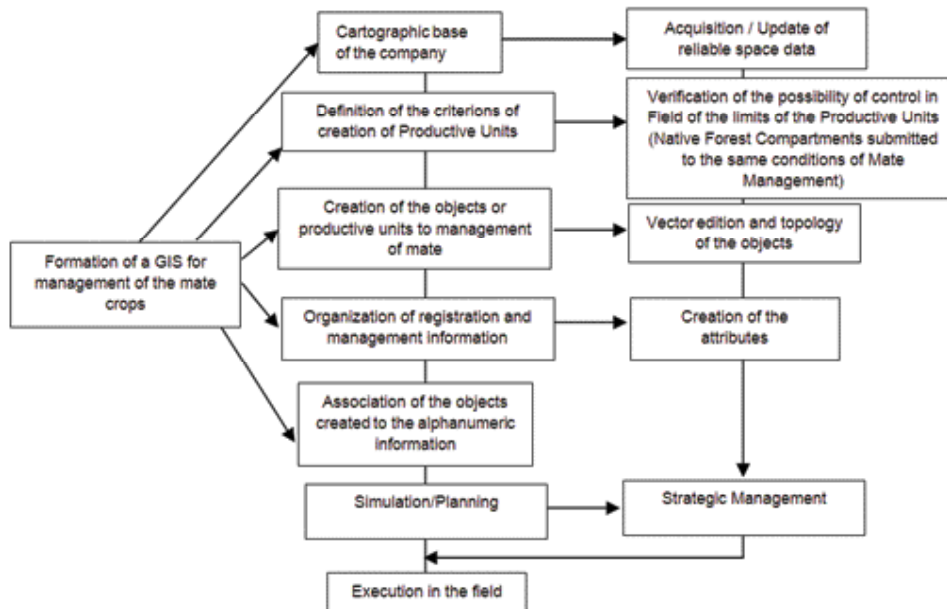 Cartographic base
of the company
Acquisition / Update of
reliable space data
Definition of the criterions of
creation of Productive Units
Verification of the possibility of control in
Field of the limits of the Productive Units
(Native Forest Compartments submitted
to the same conditions of Mate
Management)
Creation of the objects or
productive units to management
of mate
Vector edition and topology
of the objects
Formation of a GIS for
management of the mate
crops
Organization of registration and
management information
Creation of the
attributes
Association of the objects
created to the alphanumeric
information
Simulation/Planning
Strategic Management
Execution in the field